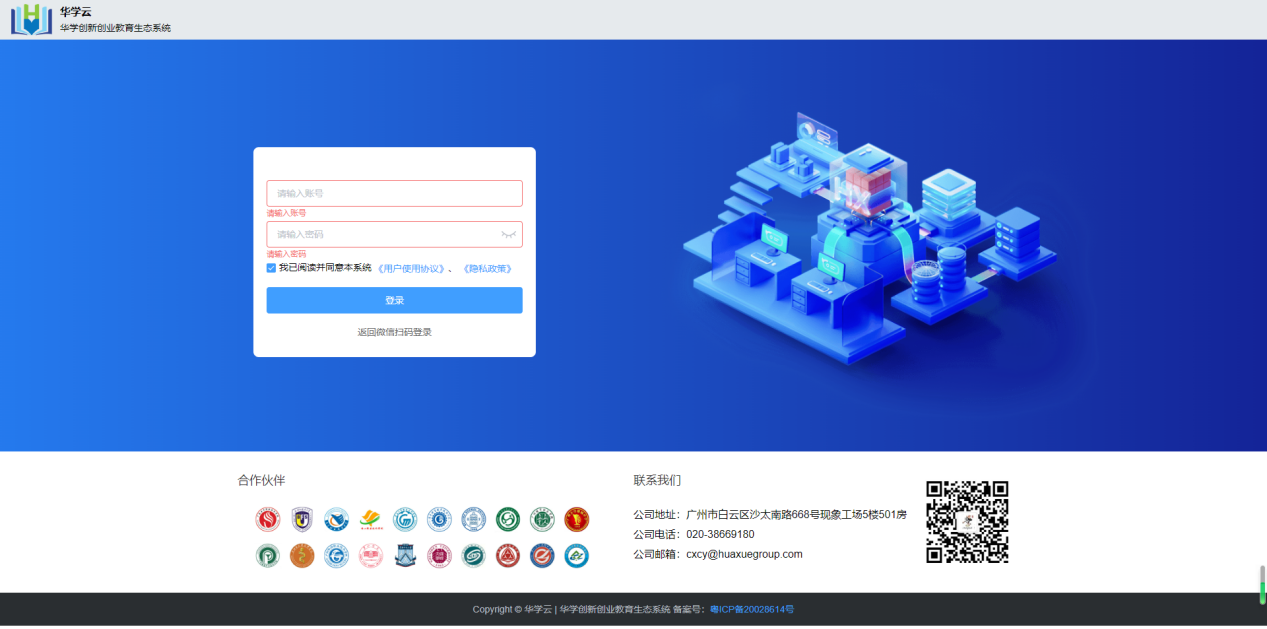 华学云
华学创新创业教育生态系统
请输入账号
请输入账号
请输入密码
请输入密码
我已阅读并同意本系统 《用户使用协议》、 《隐私政策》
登录
返回微信扫码登录
合作伙伴
联系我们
公司地址：广州市白云区沙太南路668号现象工场5楼501房
公司电话：020-38669180
公司邮箱：cxcy@huaxuegroup.com
Copyright © 华学云 | 华学创新创业教育生态系统 备案号：粤ICP备20028614号